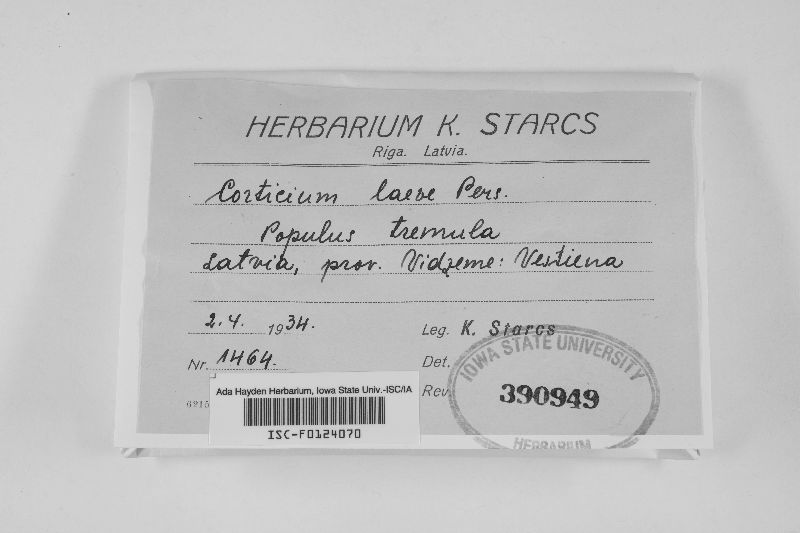 HERBARIUM K. STARCS
Riga. Latvia.
Corticium laeve Pers.
Populus tremula
Latvia, prov. Vidzeme: Vestiena
2.4. 1934.
Leg. K. Starcs
Nr. 1464.
Det.
Rev.
Ada Hayden Herbarium, Iowa State Univ.-ISC/IA
ISC-F0124070
IOWA STATE UNIVERSITY
390949
HERBARIUM